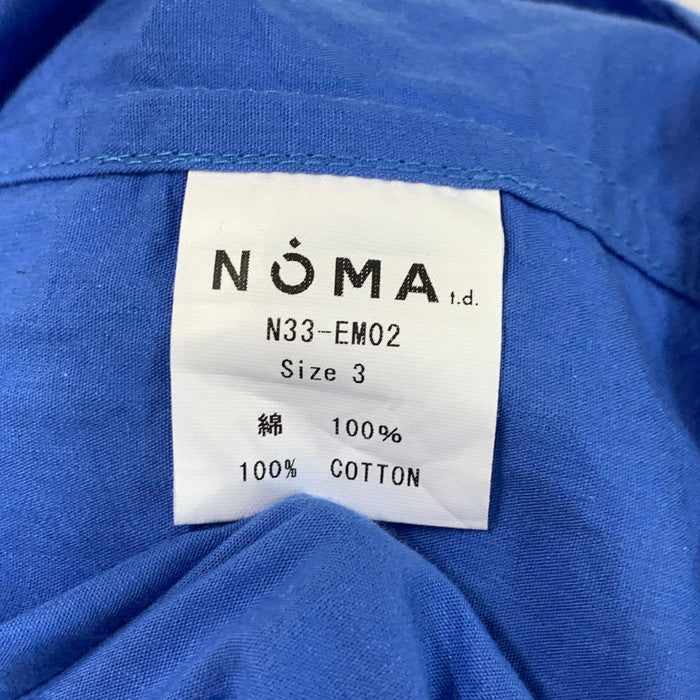 NOMA t.d.
N33-EM02
Size 3
綿 100%
100% COTTON